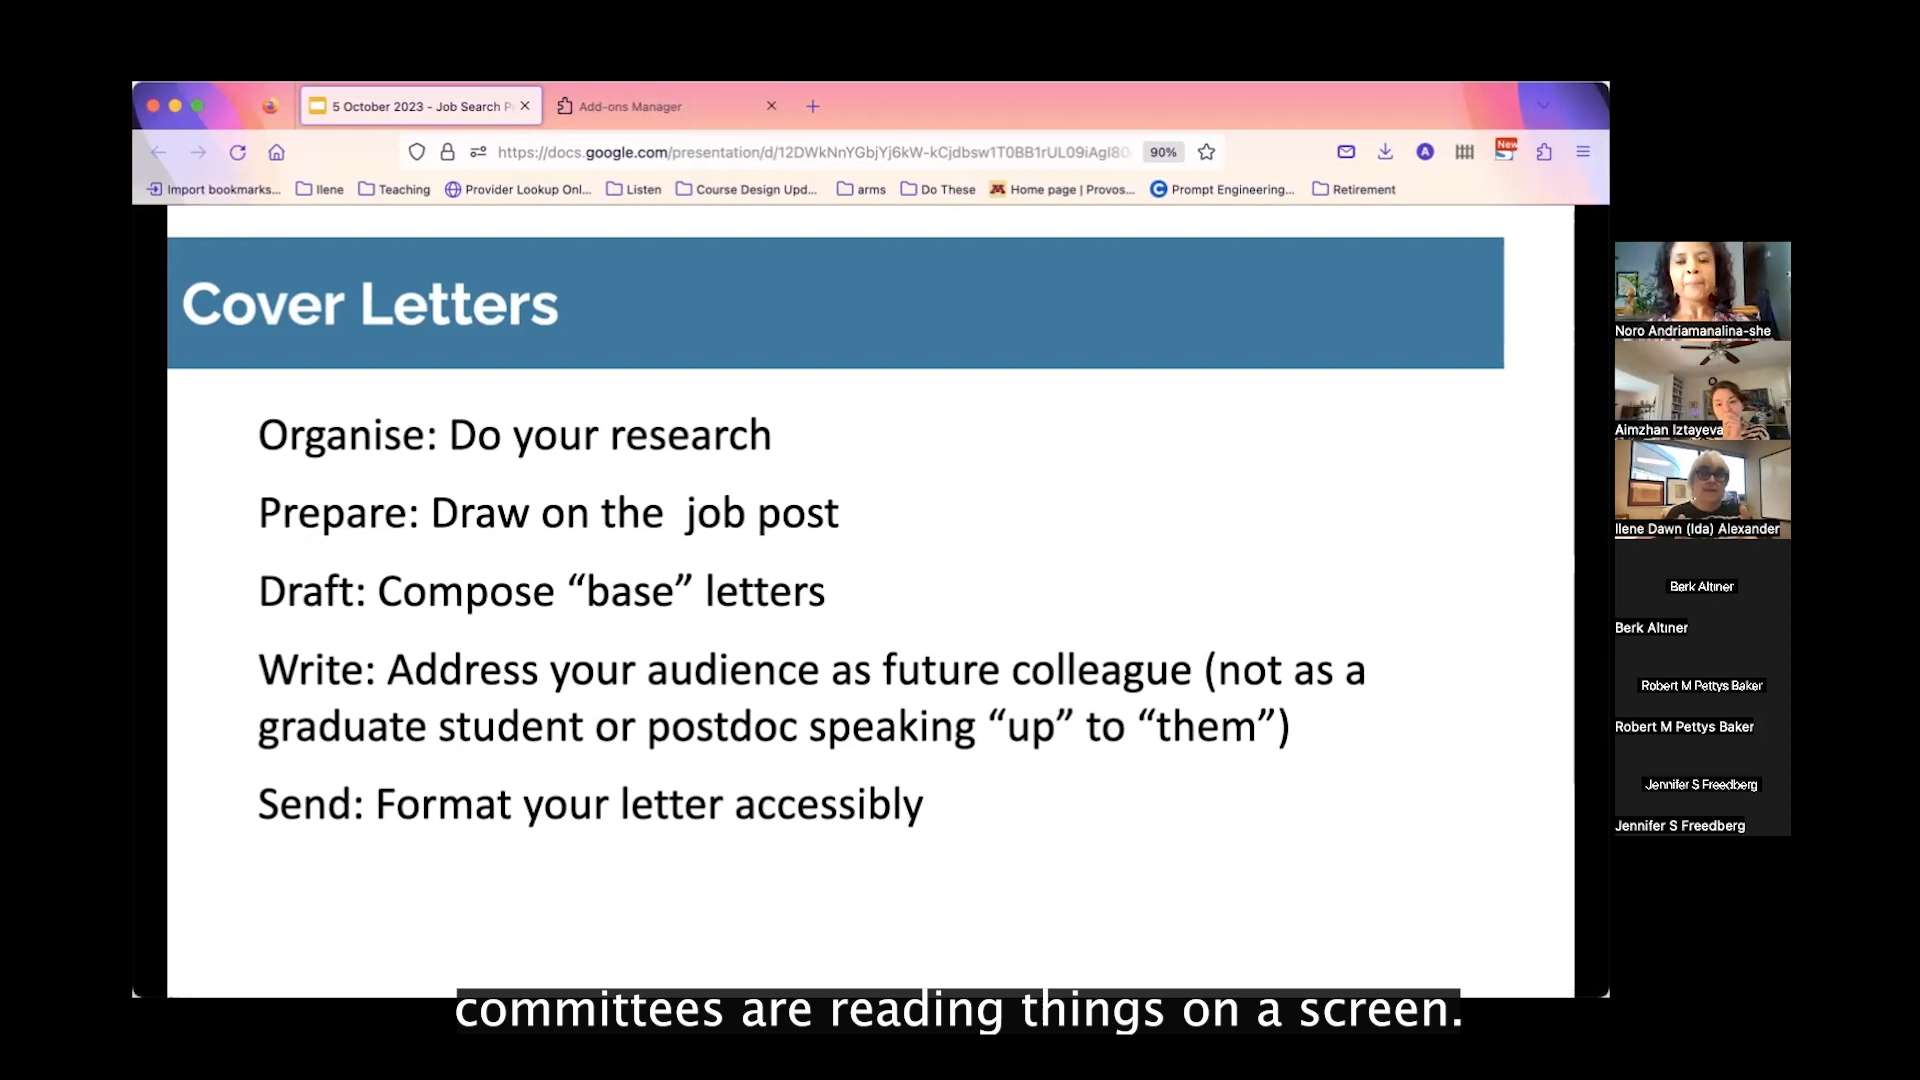 5 October 2023 - Job Search P
Add-ons Manager
https://docs.google.com/presentation/d/12DWkNnYGbjYj6kW-kCjdbsw1T0BB1rUL09iAgI80
90%
New
A
Import bookmarks...
Ilene
Teaching
Provider Lookup Onl...
Listen
Course Design Upd...
arms
Do These
Home page | Provos...
Prompt Engineering...
Retirement
Cover Letters
Organise: Do your research
Prepare: Draw on the  job post
Draft: Compose “base” letters
Write: Address your audience as future colleague (not as a
graduate student or postdoc speaking “up” to “them”)
Send: Format your letter accessibly
committees are reading things on a screen.
Noro Andriamanalina-she
Aimzhan Iztayeva
Ilene Dawn (Ida) Alexander
Berk Altıner
Berk Altıner
Robert M Pettys Baker
Robert M Pettys Baker
Jennifer S Freedberg
Jennifer S Freedberg